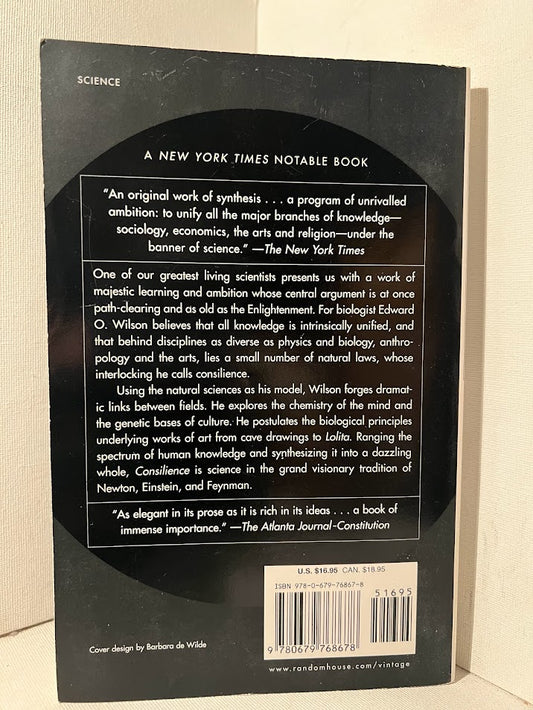 SCIENCE
A NEW YORK TIMES NOTABLE BOOK
“An original work of synthesis . . . a program of unrivalled
ambition: to unify all the major branches of knowledge—
sociology, economics, the arts and religion—under the
banner of science.” —The New York Times
One of our greatest living scientists presents us with a work of
majestic learning and ambition whose central argument is at once
path-clearing and as old as the Enlightenment. For biologist Edward
O. Wilson believes that all knowledge is intrinsically unified, and
that behind disciplines as diverse as physics and biology, anthro-
pology and the arts, lies a small number of natural laws, whose
interlocking he calls consilience.
Using the natural sciences as his model, Wilson forges dramat-
ic links between fields. He explores the chemistry of the mind and
the genetic bases of culture. He postulates the biological principles
underlying works of art from cave drawings to Lolita. Ranging the
spectrum of human knowledge and synthesizing it into a dazzling
whole, Consilience is science in the grand visionary tradition of
Newton, Einstein, and Feynman.
“As elegant in its prose as it is rich in its ideas . . . a book of
immense importance.” —The Atlanta Journal-Constitution
U.S. $16.95 CAN. $18.95
ISBN 978-0-679-76867-8
51695
9 780679 768678
Cover design by Barbara de Wilde
www.randomhouse.com/vintage